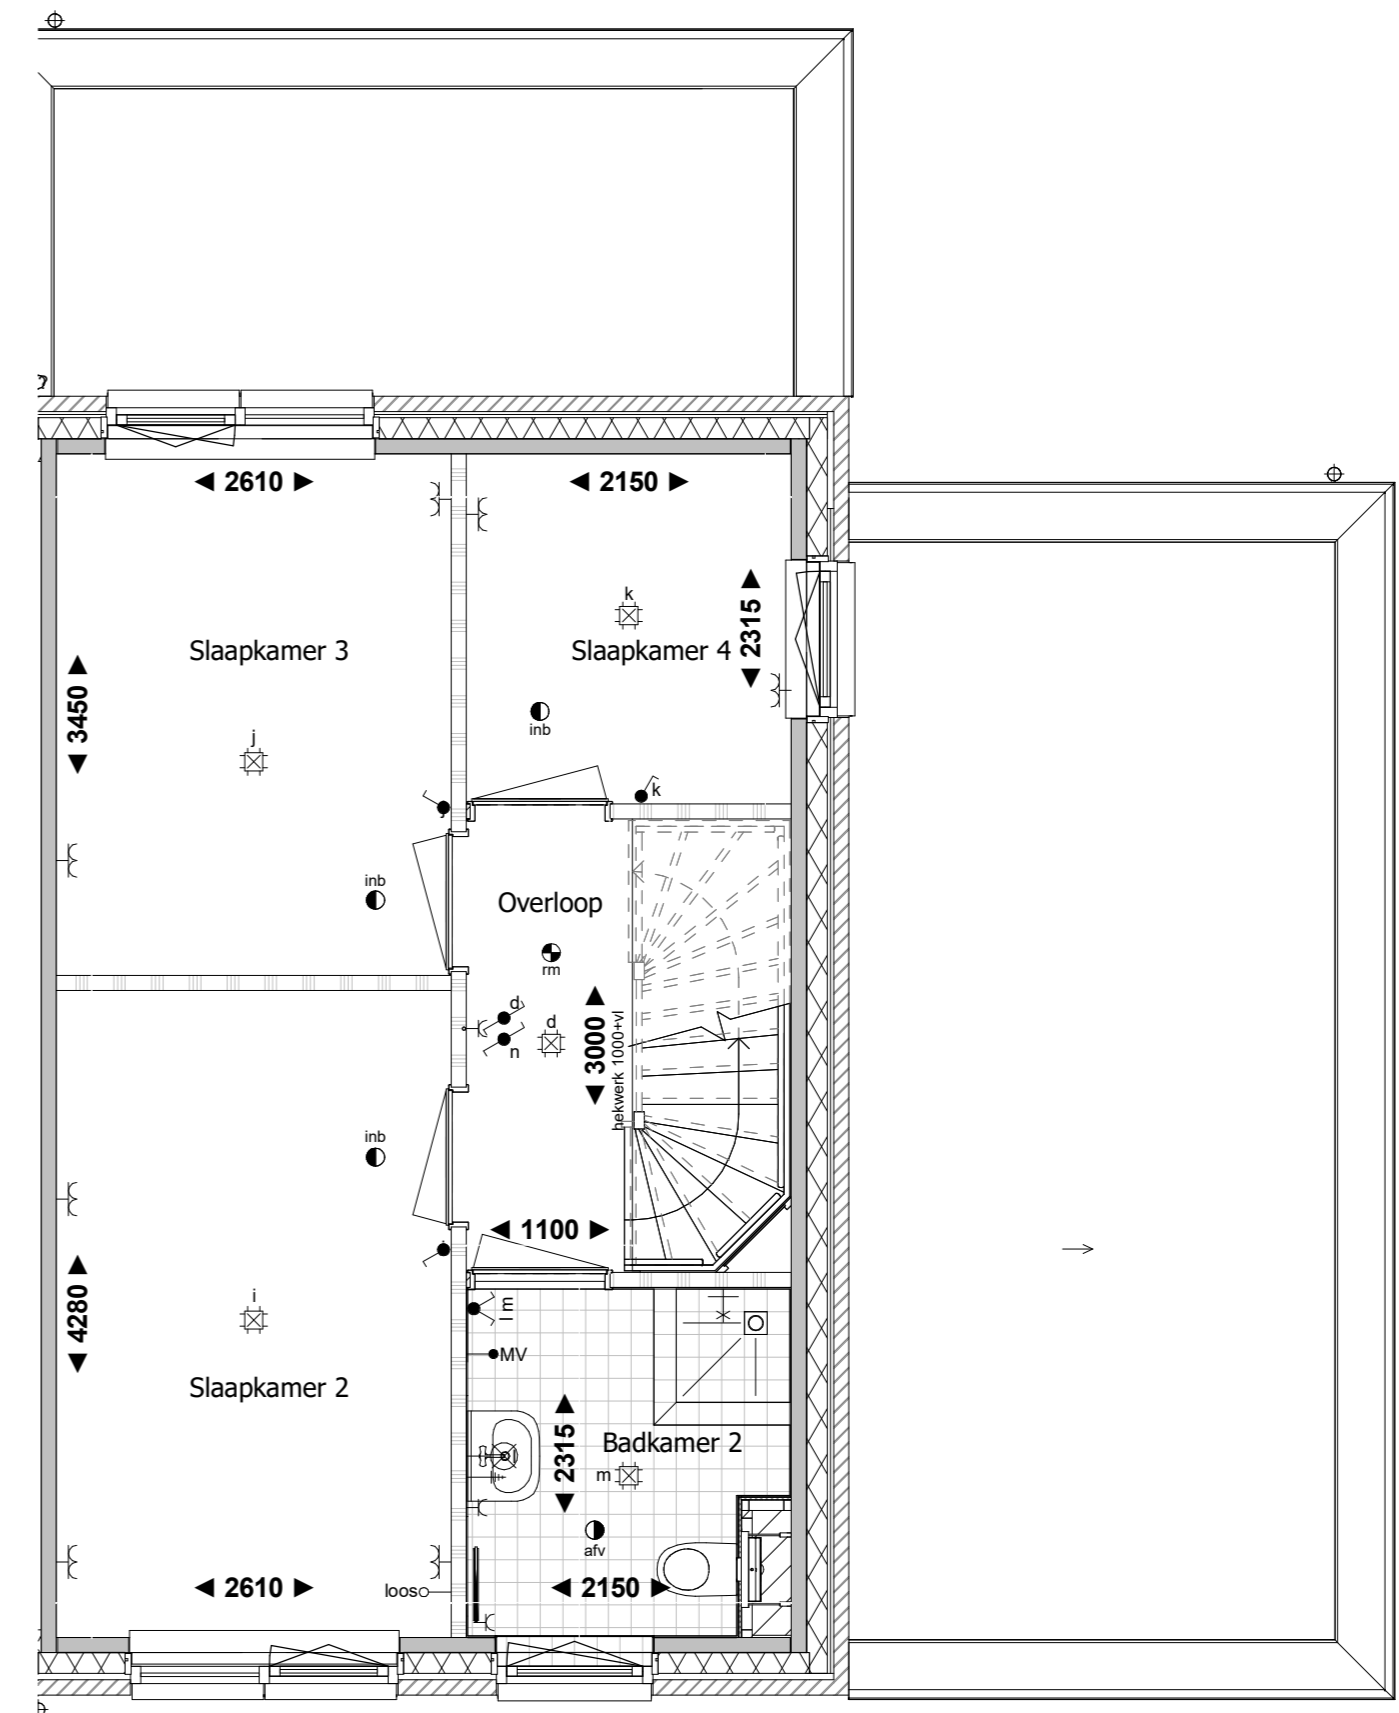 2610
2150
k
2315
Slaapkamer 3
Slaapkamer 4
3450
inb
j
k
inb
Overloop
rm
d
d
n
3000
hekwerk 1000+vl
inb
1100
4280
i
l m
MV
Slaapkamer 2
2315
Badkamer 2
m
afv
2610
loos
2150